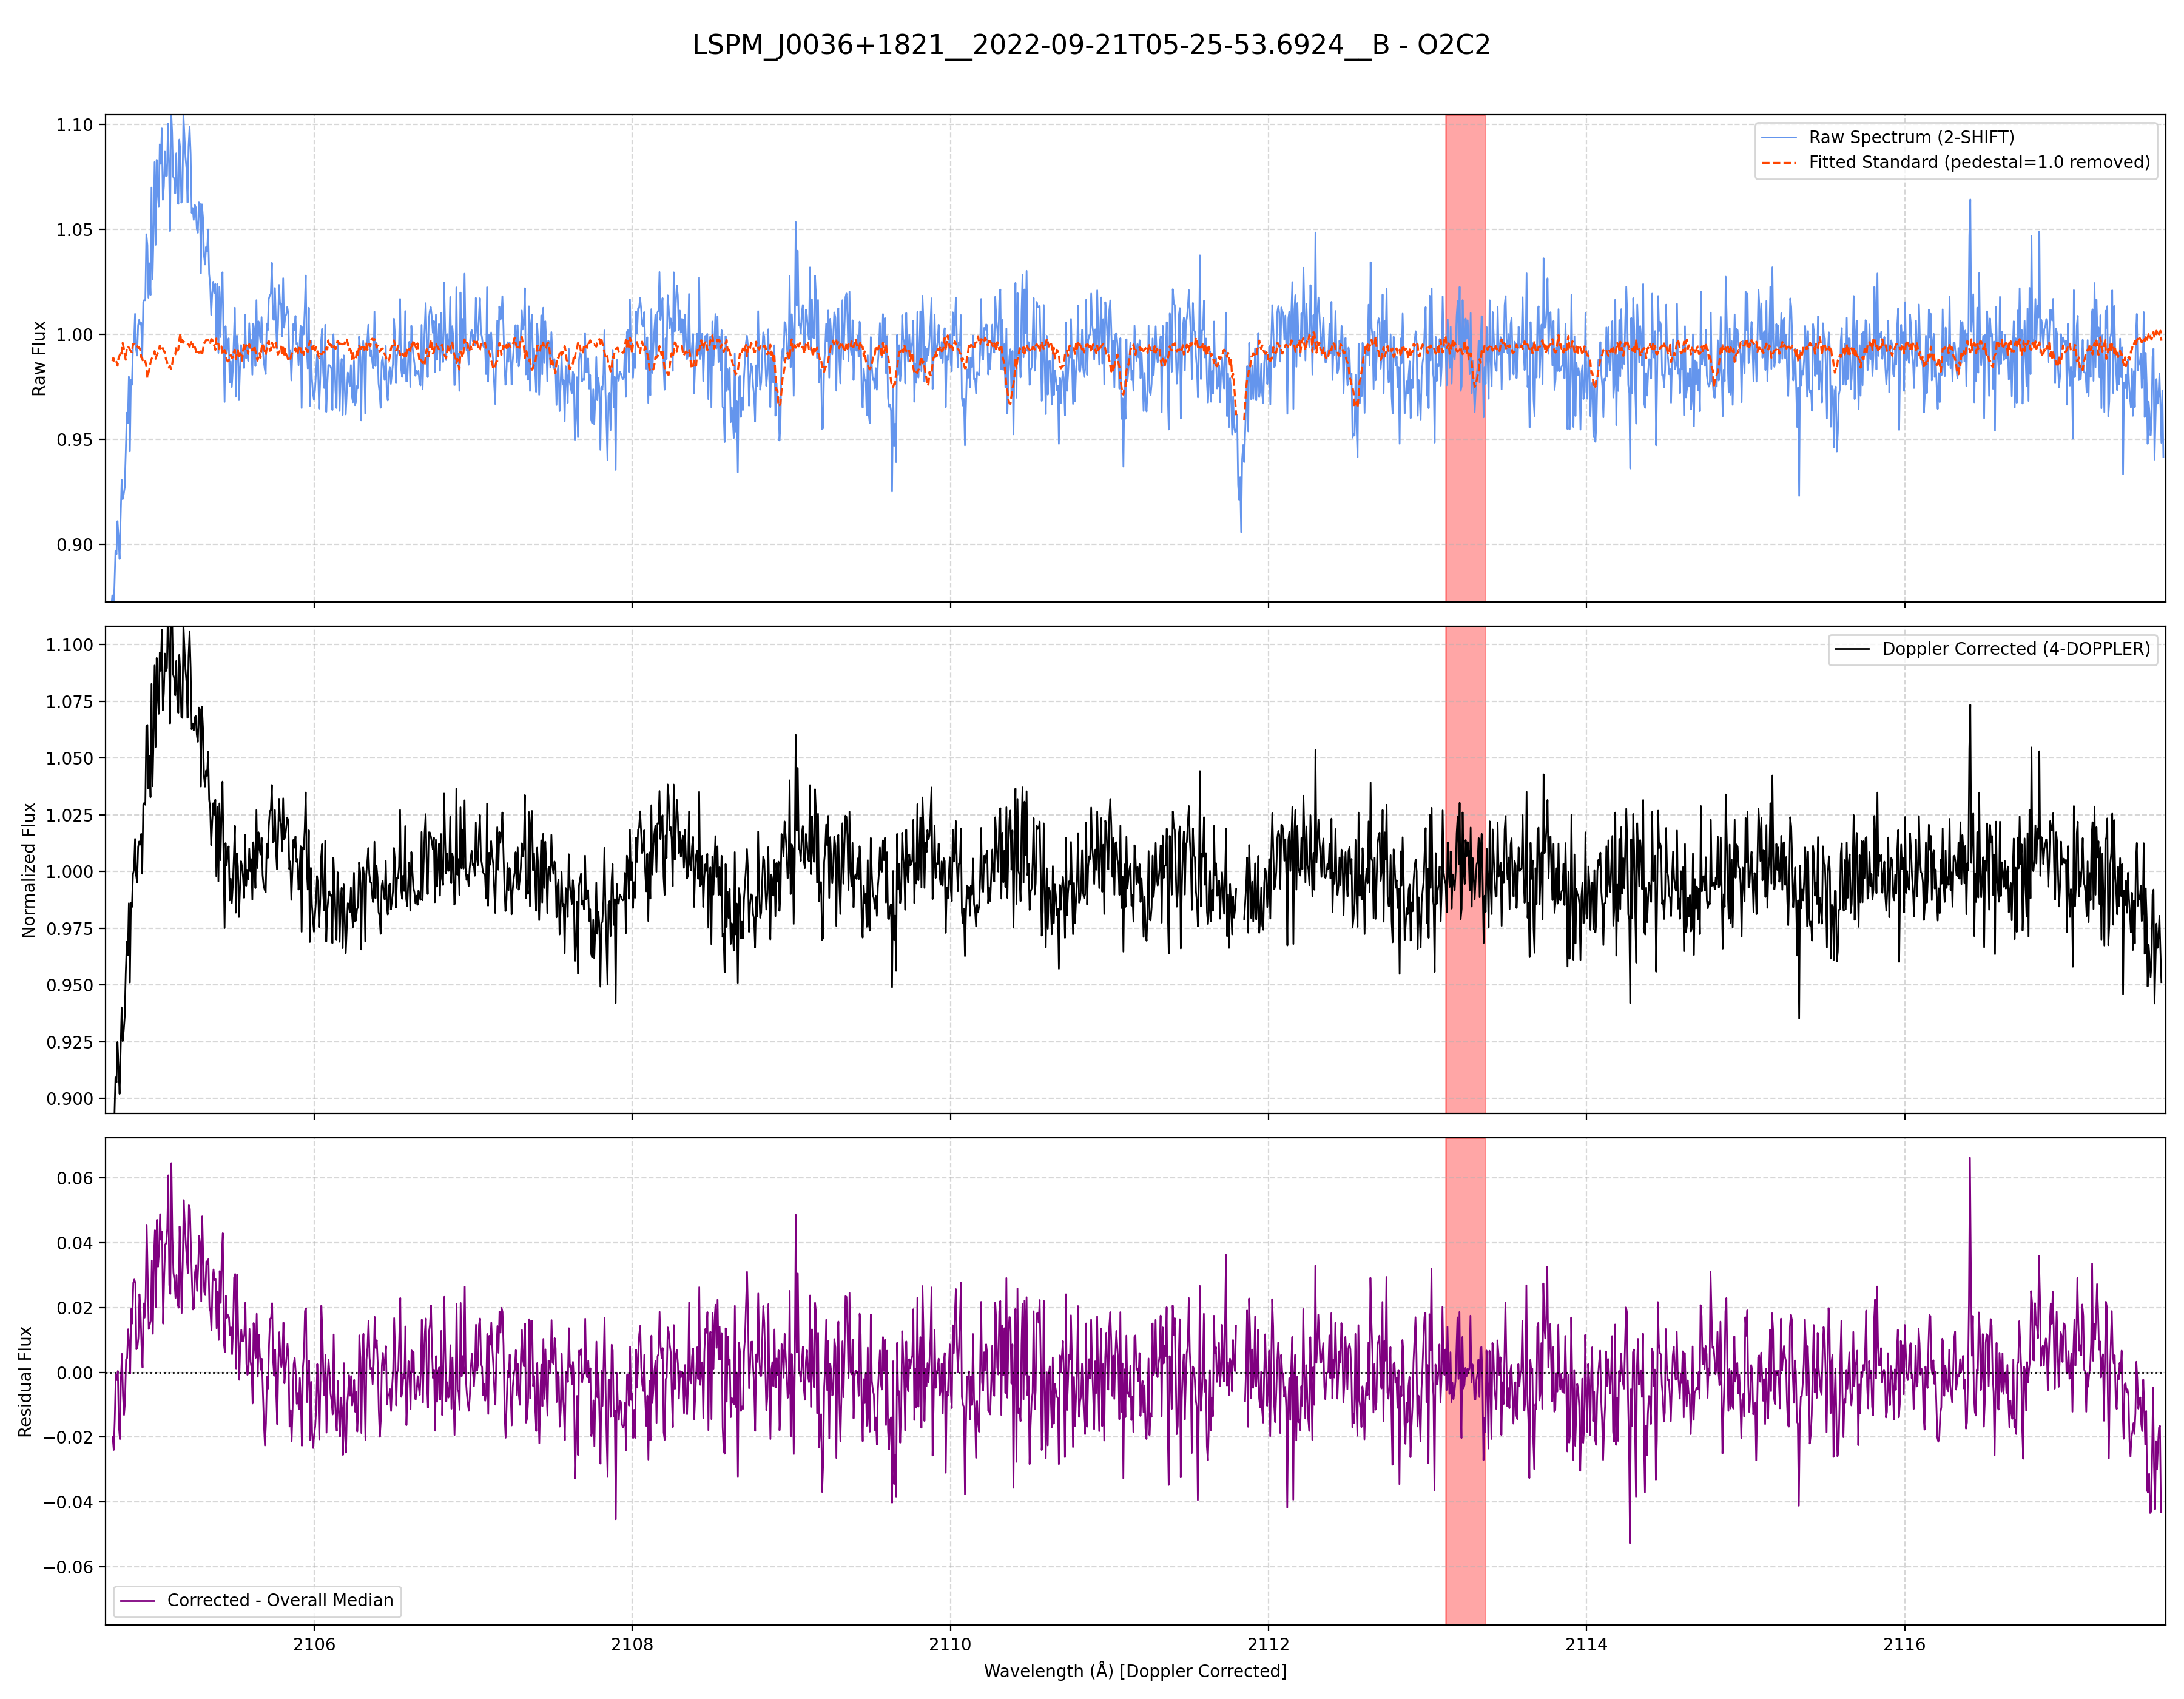 LSPM_J0036+1821__2022-09-21T05-25-53.6924__B - O2C2
Raw Flux
1.10
1.05
1.00
0.95
0.90
Raw Spectrum (2-SHIFT)
Fitted Standard (pedestal=1.0 removed)
Normalized Flux
1.100
1.075
1.050
1.025
1.000
0.975
0.950
0.925
0.900
Doppler Corrected (4-DOPPLER)
Residual Flux
0.06
0.04
0.02
0.00
−0.02
−0.04
−0.06
Corrected - Overall Median
2106 2108 2110 2112 2114 2116
Wavelength (Å) [Doppler Corrected]